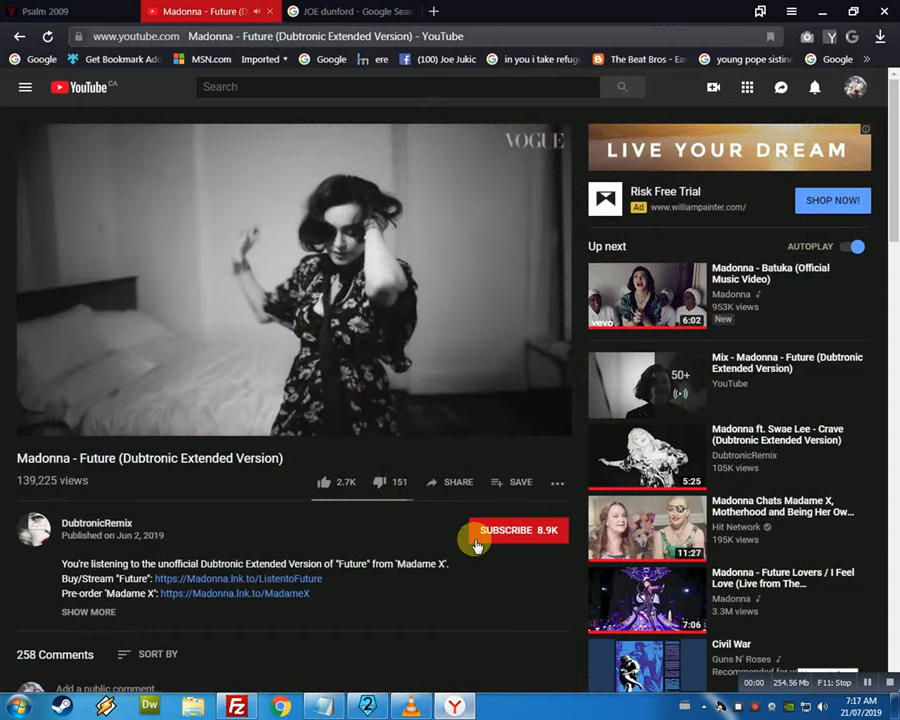 Psalm 2009
Madonna - Future (D
JOE dunford - Google Sea
www.youtube.com Madonna - Future (Dubtronic Extended Version) - YouTube
Google
Get Bookmark Add
MSN.com
Imported
Google
ere
(100) Joe Jukic
in you i take refug
The Beat Bros - Ea
young pope sistin
Google
YouTube CA
Search
VOGUE
LIVE YOUR DREAM
Risk Free Trial
Ad www.williampainter.com/
SHOP NOW!
Up next
AUTOPLAY
Madonna - Batuka (Official
Music Video)
Madonna
953K views
New
vevo
6:02
Mix - Madonna - Future (Dubtronic
Extended Version)
YouTube
50+
Madonna ft. Swae Lee - Crave
(Dubtronic Extended Version)
DubtronicRemix
105K views
5:25
Madonna Chats Madame X,
Motherhood and Being Her Ow...
Hit Network
195K views
11:27
Madonna - Future Lovers / I Feel
Love (Live from The...
Madonna
3.3M views
7:06
Civil War
Guns N' Roses
Recommended for
Madonna - Future (Dubtronic Extended Version)
139,225 views
2.7K
151
SHARE
SAVE
DubtronicRemix
Published on Jun 2, 2019
SUBSCRIBE 8.9K
You're listening to the unofficial Dubtronic Extended Version of "Future" from 'Madame X'.
Buy/Stream "Future": https://Madonna.lnk.to/ListentoFuture
Pre-order 'Madame X': https://Madonna.lnk.to/MadameX
SHOW MORE
258 Comments
SORT BY
Add a public comment...
00:00
254.56 Mb
F11: Stop
Dw
Fz
7:17 AM
21/07/2019